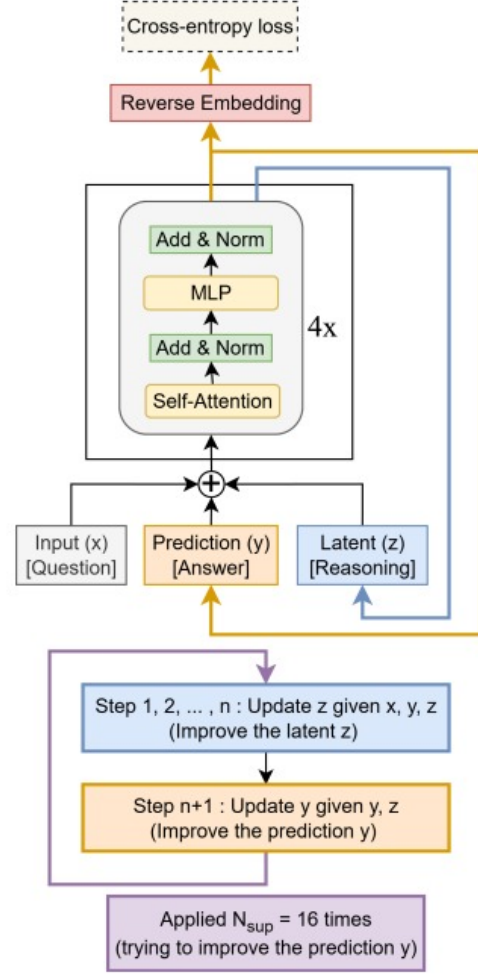 Cross-entropy loss
Reverse Embedding
Add & Norm
MLP
4x
Add & Norm
Self-Attention
+
Input (x)
[Question]
Prediction (y)
[Answer]
Latent (z)
[Reasoning]
Step 1, 2, ... , n : Update z given x, y, z
(Improve the latent z)
Step n+1 : Update y given y, z
(Improve the prediction y)
Applied N_sup = 16 times
(trying to improve the prediction y)